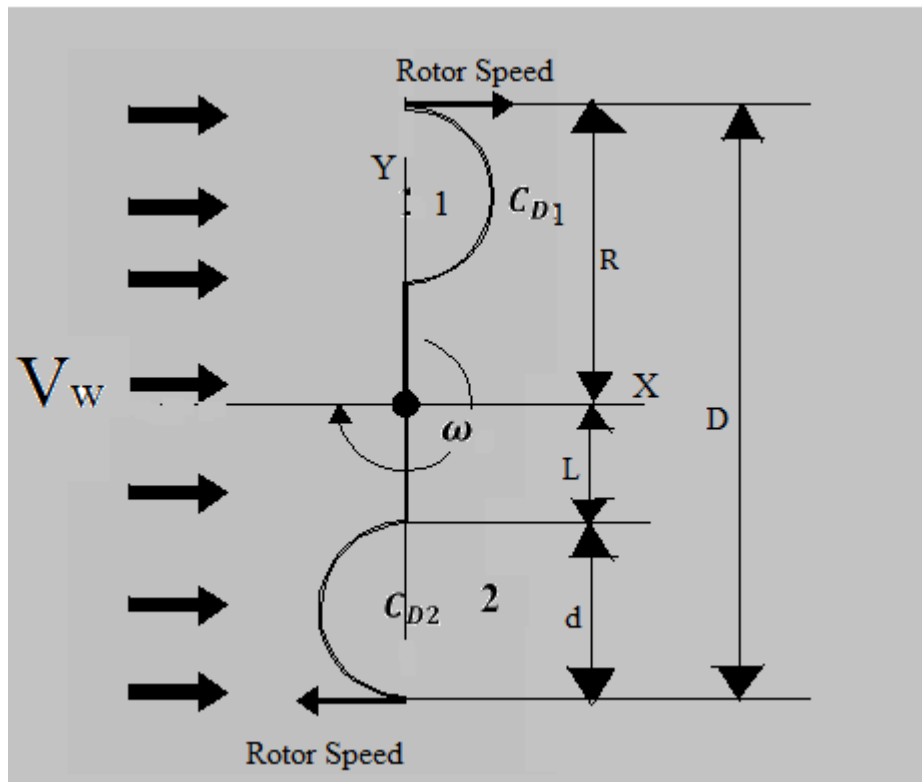 Rotor Speed
Y
1
C_D1
R
V_W
X
D
ω
L
C_D2
2
d
Rotor Speed